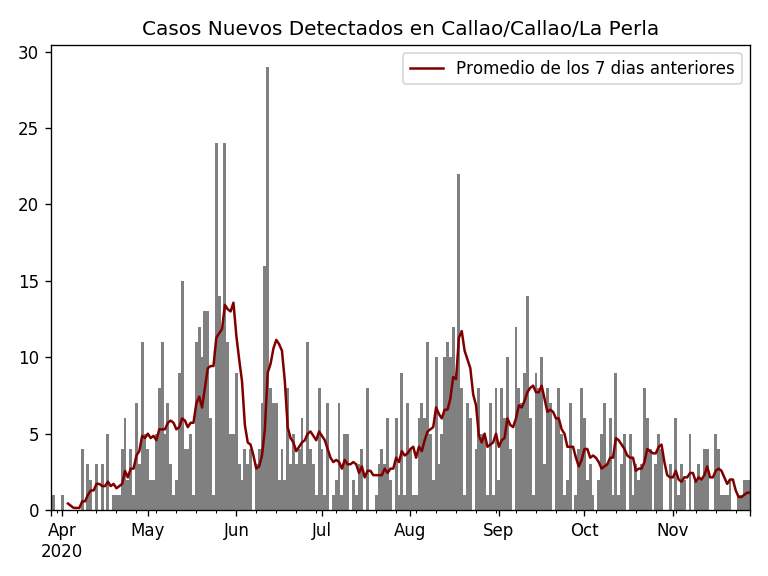 Casos Nuevos Detectados en Callao/Callao/La Perla
Promedio de los 7 dias anteriores
30
25
20
15
10
5
0
Apr May Jun Jul Aug Sep Oct Nov
2020